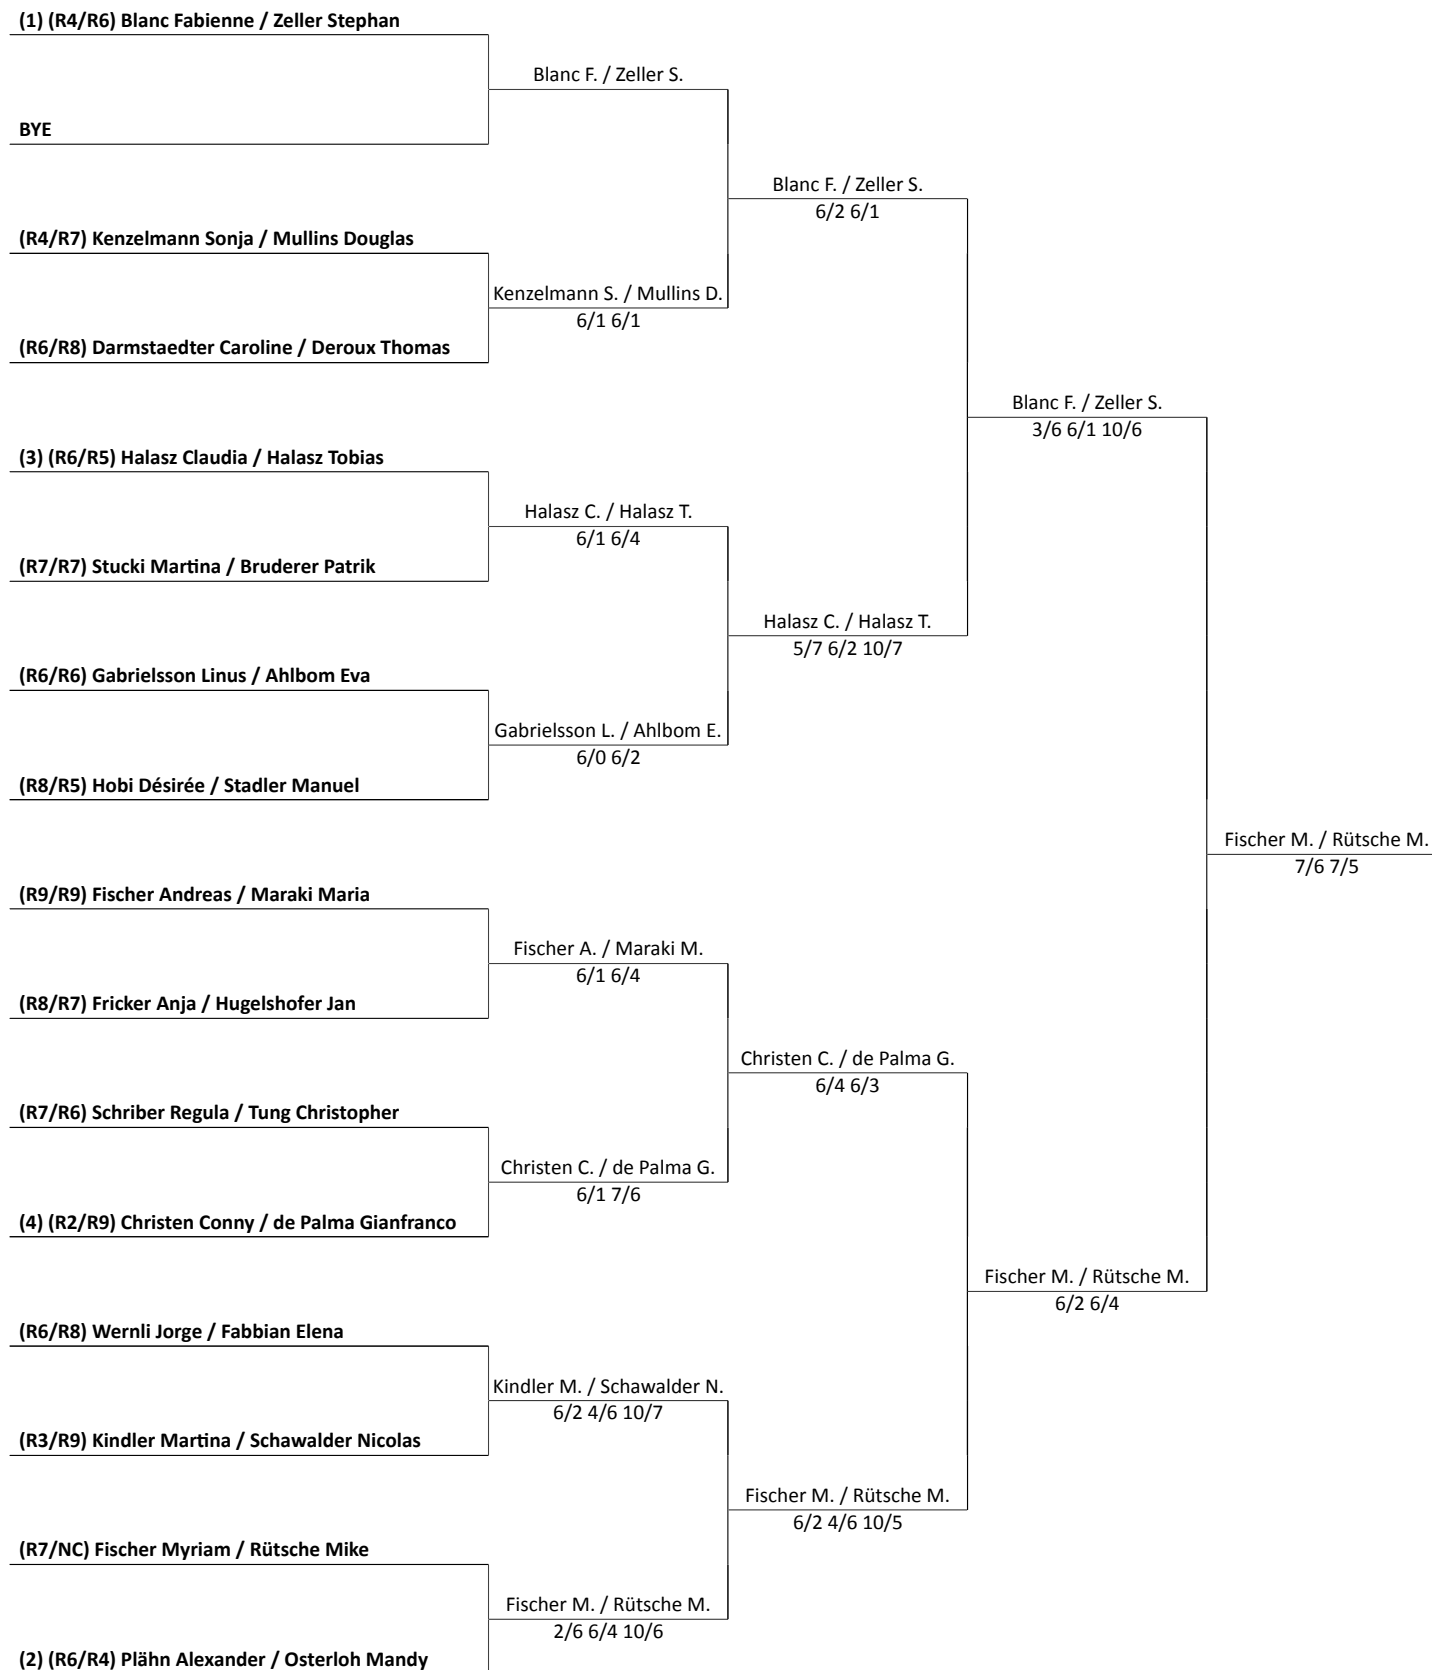 (1) (R4/R6) Blanc Fabienne / Zeller Stephan
Blanc F. / Zeller S.
BYE
Blanc F. / Zeller S.
6/2 6/1
(R4/R7) Kenzelmann Sonja / Mullins Douglas
Kenzelmann S. / Mullins D.
6/1 6/1
(R6/R8) Darmstaedter Caroline / Deroux Thomas
Blanc F. / Zeller S.
3/6 6/1 10/6
(3) (R6/R5) Halasz Claudia / Halasz Tobias
Halasz C. / Halasz T.
6/1 6/4
(R7/R7) Stucki Martina / Bruderer Patrik
Halasz C. / Halasz T.
5/7 6/2 10/7
(R6/R6) Gabrielsson Linus / Ahlbom Eva
Gabrielsson L. / Ahlbom E.
6/0 6/2
(R8/R5) Hobi Désirée / Stadler Manuel
Fischer M. / Rütsche M.
7/6 7/5
(R9/R9) Fischer Andreas / Maraki Maria
Fischer A. / Maraki M.
6/1 6/4
(R8/R7) Fricker Anja / Hugelshofer Jan
Christen C. / de Palma G.
6/4 6/3
(R7/R6) Schriber Regula / Tung Christopher
Christen C. / de Palma G.
6/1 7/6
(4) (R2/R9) Christen Conny / de Palma Gianfranco
Fischer M. / Rütsche M.
6/2 6/4
(R6/R8) Wernli Jorge / Fabbian Elena
Kindler M. / Schawalder N.
6/2 4/6 10/7
(R3/R9) Kindler Martina / Schawalder Nicolas
Fischer M. / Rütsche M.
6/2 4/6 10/5
(R7/NC) Fischer Myriam / Rütsche Mike
Fischer M. / Rütsche M.
2/6 6/4 10/6
(2) (R6/R4) Plähn Alexander / Osterloh Mandy